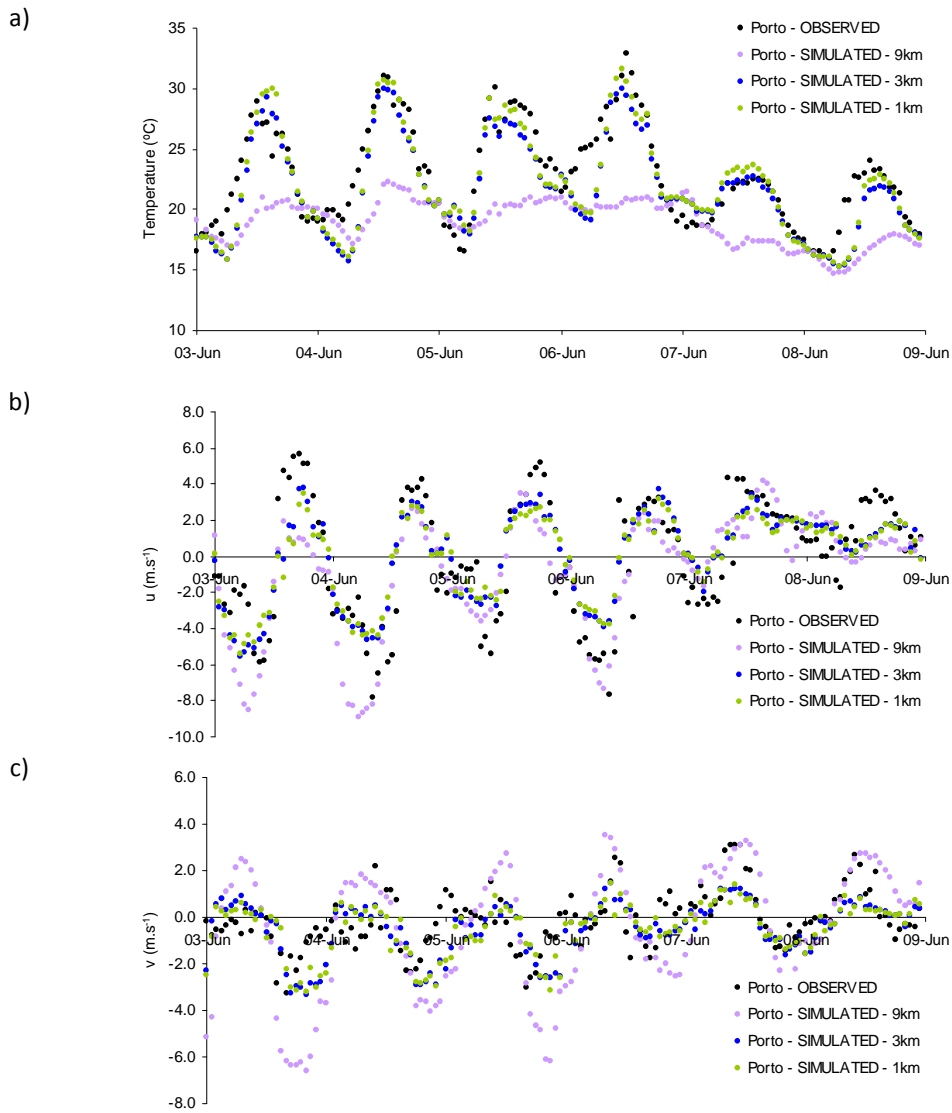 a)
Temperature (ºC)
35
30
25
20
15
10
03-Jun 04-Jun 05-Jun 06-Jun 07-Jun 08-Jun 09-Jun
Porto - OBSERVED
Porto - SIMULATED - 9km
Porto - SIMULATED - 3km
Porto - SIMULATED - 1km
b)
u (m.s-1)
8.0
6.0
4.0
2.0
0.0
-2.0
-4.0
-6.0
-8.0
-10.0
03-Jun 04-Jun 05-Jun 06-Jun 07-Jun 08-Jun 09-Jun
Porto - OBSERVED
Porto - SIMULATED - 9km
Porto - SIMULATED - 3km
Porto - SIMULATED - 1km
c)
v (m.s-1)
6.0
4.0
2.0
0.0
-2.0
-4.0
-6.0
-8.0
03-Jun 04-Jun 05-Jun 06-Jun 07-Jun 08-Jun 09-Jun
Porto - OBSERVED
Porto - SIMULATED - 9km
Porto - SIMULATED - 3km
Porto - SIMULATED - 1km